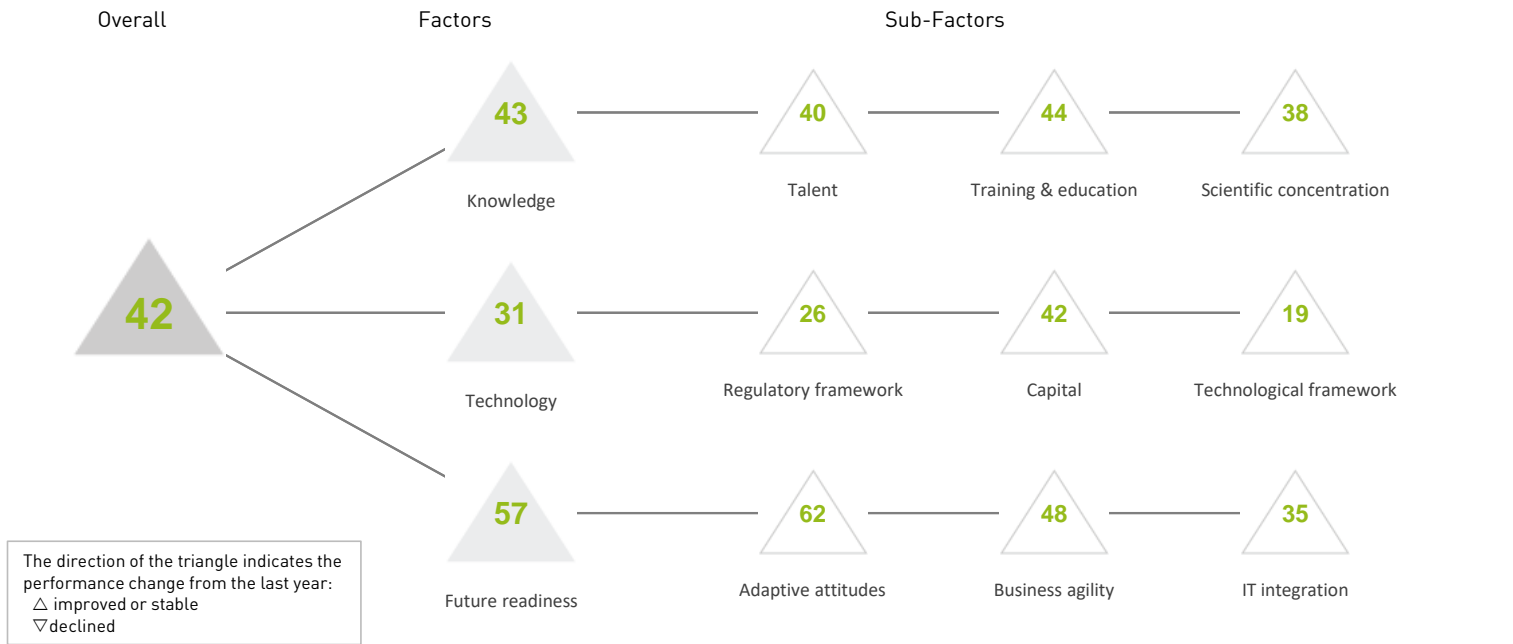 Overall
Factors
Sub-Factors
43
40
44
38
Knowledge
Talent
Training & education
Scientific concentration
42
31
26
42
19
Technology
Regulatory framework
Capital
Technological framework
57
62
48
35
Future readiness
Adaptive attitudes
Business agility
IT integration
The direction of the triangle indicates the
performance change from the last year:
△ improved or stable
▽declined